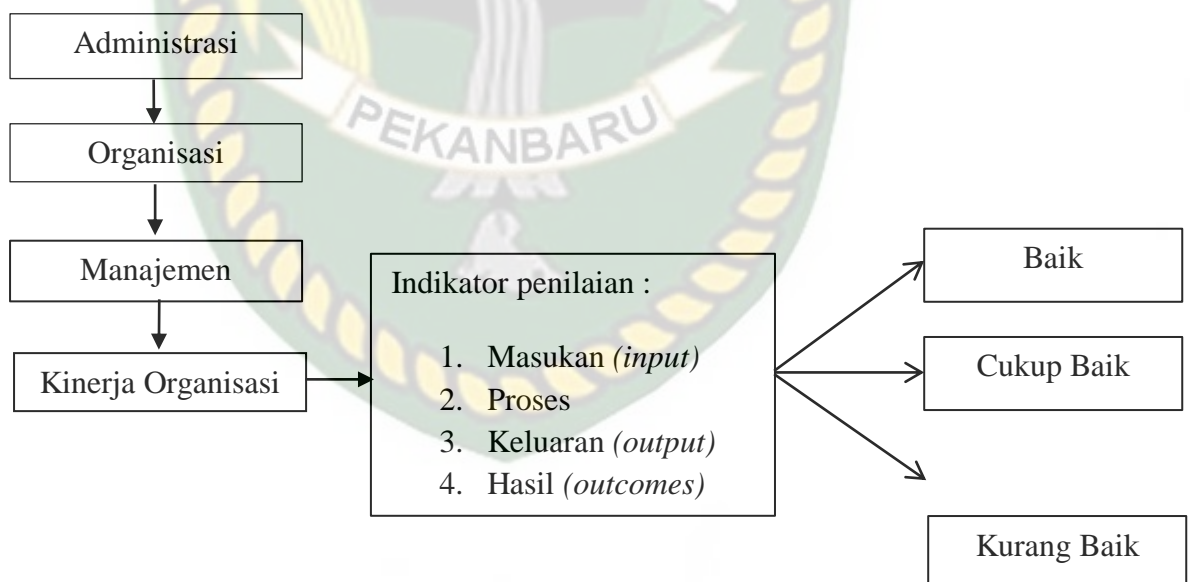 Administrasi
PEKANBARU
Organisasi
Manajemen
Kinerja Organisasi
Indikator penilaian :
1. Masukan (input)
2. Proses
3. Keluaran (output)
4. Hasil (outcomes)
Baik
Cukup Baik
Kurang Baik